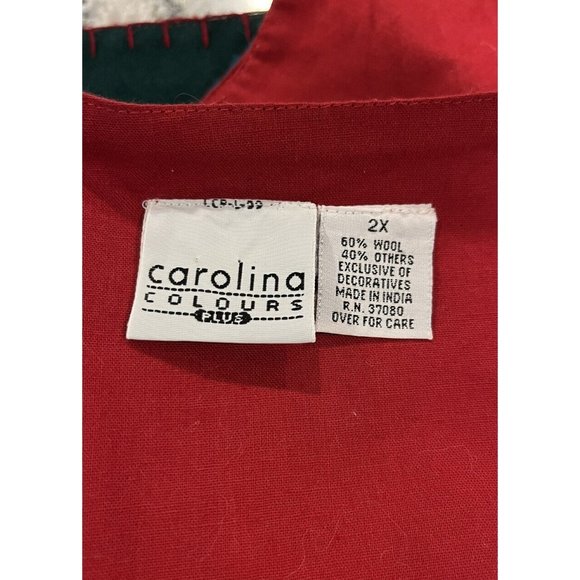 carolina
COLOURS
PLUS
2X
60% WOOL
40% OTHERS
EXCLUSIVE OF
DECORATIVES
MADE IN INDIA
R.N. 37080
OVER FOR CARE